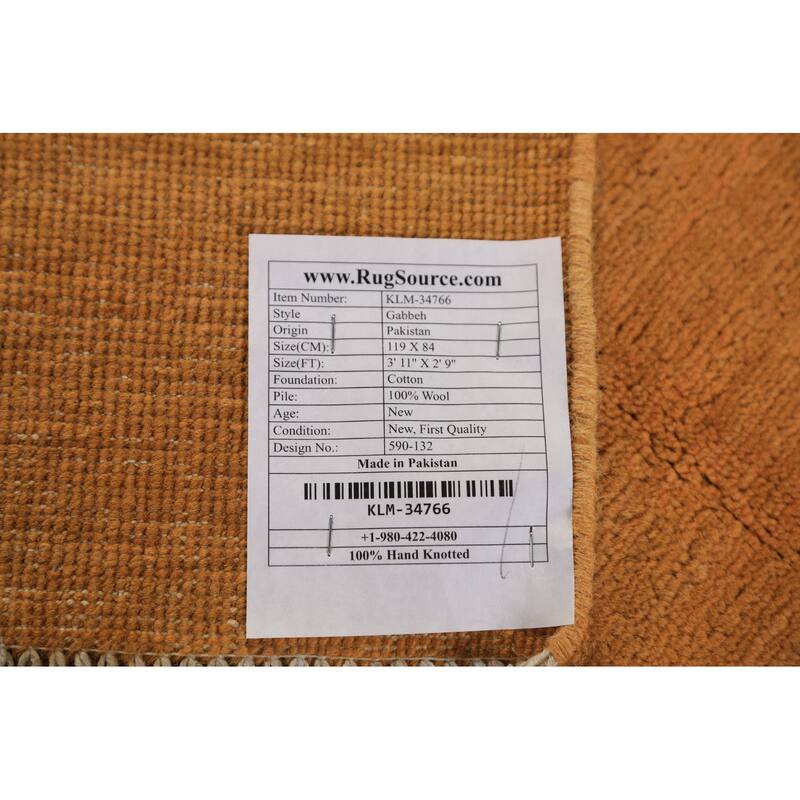 www.RugSource.com
Item Number: KLM-34766
Style Gabbeh
Origin Pakistan
Size(CM): 119 X 84
Size(FT): 3' 11" X 2' 9"
Foundation: Cotton
Pile: 100% Wool
Age: New
Condition: New, First Quality
Design No.: 590-132
Made in Pakistan
KLM-34766
+1-980-422-4080
100% Hand Knotted